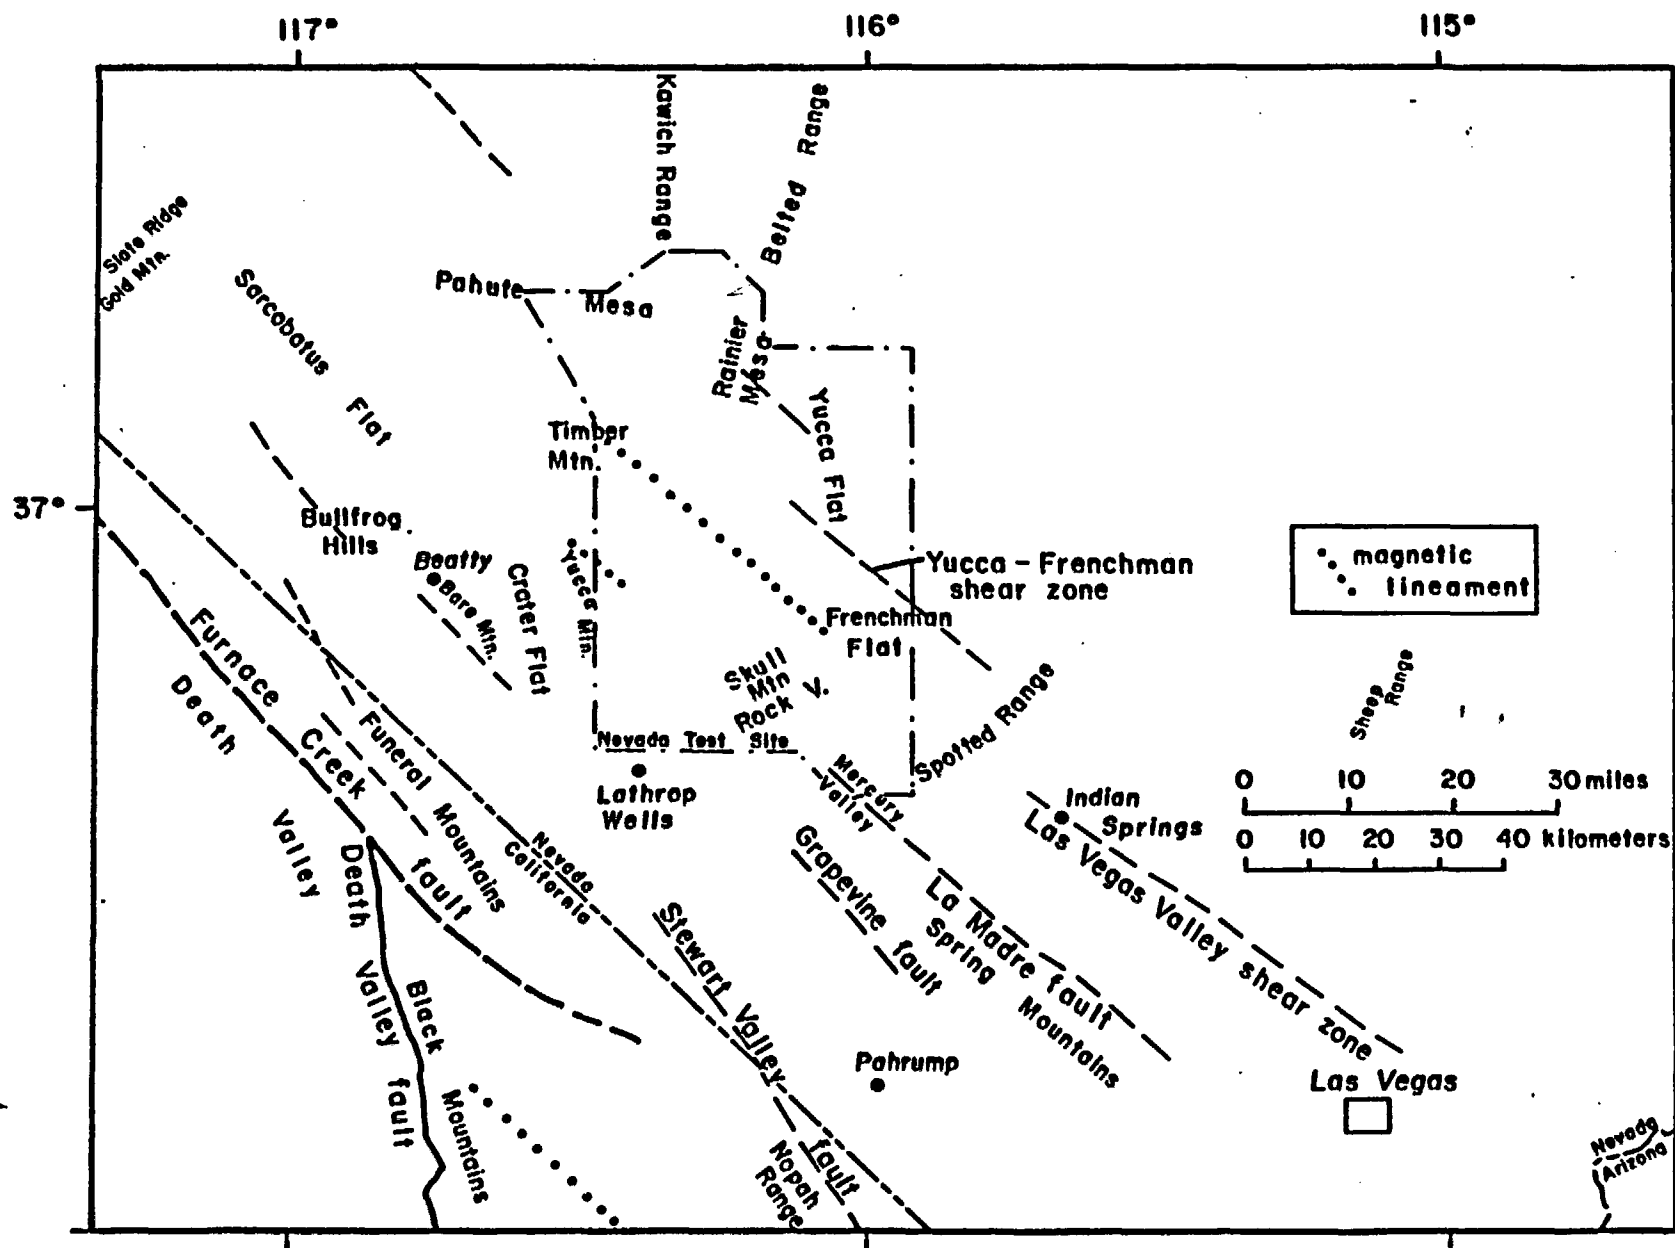 117° 116° 115°
Kawich Range
Belted Range
Slate Ridge
Gold Mtn.
Sarcobatus Flat
Pahute Mesa
Rainier
Mesa
Yucca Flat
Timber
Mtn.
37°
Bullfrog
Hills
Beatty
Bare Mtn.
Crater Flat
Yucca Mtn.
Yucca - Frenchman
shear zone
magnetic
lineament
Frenchman
Flat
Furnace Creek fault
Death Valley
Funeral Mountains
Skull
Mtn
Rock V.
Spotted Range
Sheep
Range
Nevada Test Site
Lathrop
Wells
Mercury
Valley
0 10 20 30 miles
0 10 20 30 40 kilometers
Indian
Springs
Las Vegas Valley shear zone
Nevada
California
Grapevine fault
La Madre fault
Spring Mountains
Death Valley fault
Black Mountains
Stewart Valley fault
Pahrump
Las Vegas
Nopah
Range
Nevada
Arizona